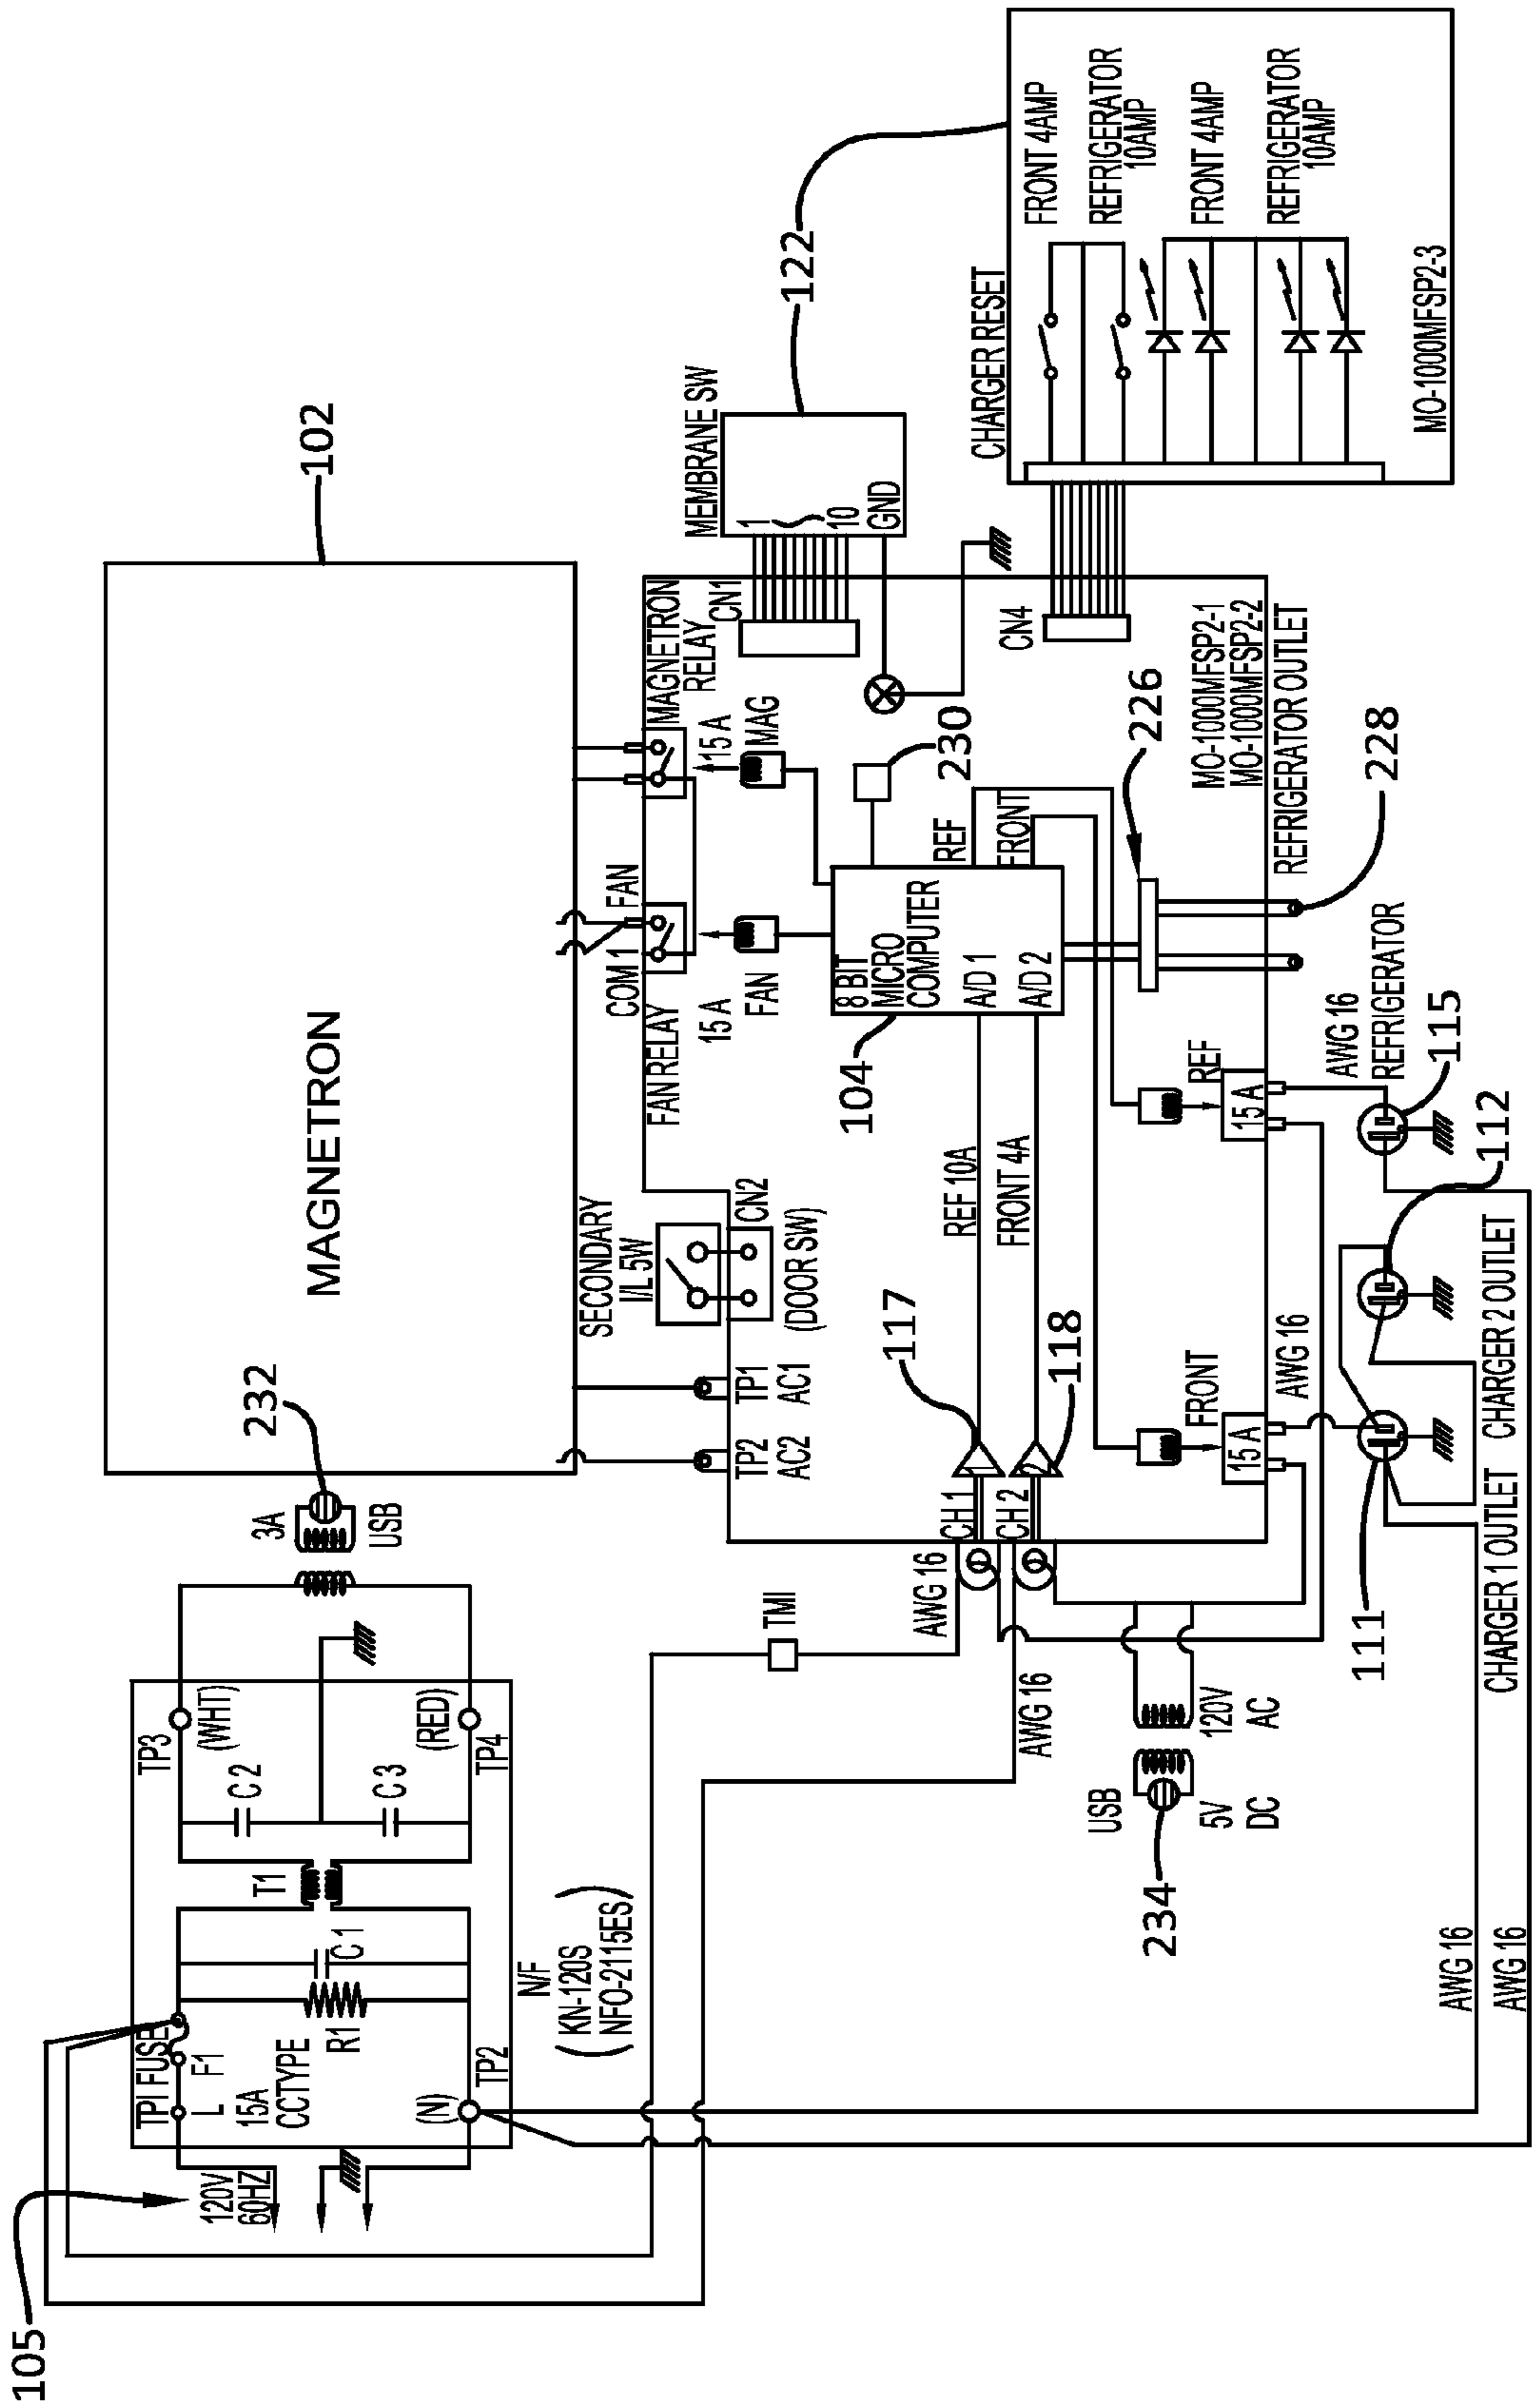 105
120V
60HZ
TPI FUSE
L F1
15A
CCTYPE
R1
C 1
(N)
TP2
N/F
(KN-120S
NFO-2115ES)
T1
C 2
C 3
TP3
(WHT)
(RED)
TP4
3A
USB
232
MAGNETRON
102
TMI
AWG 16
AWG 16
TP2
AC2
TP1
AC1
SECONDARY
I/L 5W
CN2
(DOOR SW)
FAN RELAY
COM 1
FAN
15 A
FAN
MAGNETRON
RELAY
15 A
MAG
CN1
MEMBRANE SW
1
10
GND
122
104
8 BIT
MICRO
COMPUTER
A/D 1
A/D 2
230
REF
FRONT
CH 1
CH 2
117
118
REF 10A
FRONT 4A
CN4
CHARGER RESET
FRONT 4AMP
REFRIGERATOR
10AMP
FRONT 4AMP
REFRIGERATOR
10AMP
MO-1000MFSP2-3
226
MO-1000MFSP2-1
MO-1000MFSP2-2
REFRIGERATOR OUTLET
228
USB
5V
DC
120V
AC
234
FRONT
15 A
AWG 16
REF
15 A
AWG 16
REFRIGERATOR
115
112
111
CHARGER 1 OUTLET
CHARGER 2 OUTLET
AWG 16
AWG 16